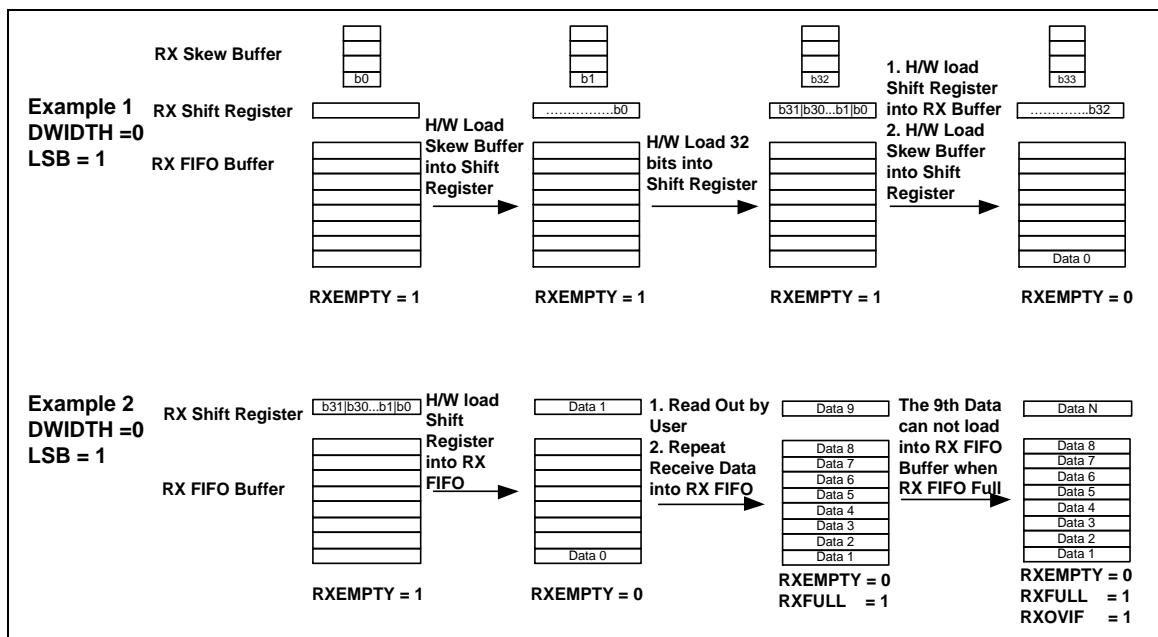 RX Skew Buffer
b0
b1
b32
b33
Example 1
DWIDTH =0
LSB = 1
RX Shift Register
................b0
b31|b30...b1|b0
..............b32
RX FIFO Buffer
H/W Load
Skew Buffer
into Shift
Register
H/W Load 32
bits into
Shift Register
1. H/W load
Shift Register
into RX Buffer
2. H/W Load
Skew Buffer
into Shift
Register
Data 0
RXEMPTY = 1
RXEMPTY = 1
RXEMPTY = 1
RXEMPTY = 0
Example 2
DWIDTH =0
LSB = 1
RX Shift Register
b31|b30...b1|b0
Data 1
Data 9
Data N
RX FIFO Buffer
H/W load
Shift
Register
into RX
FIFO
Data 0
1. Read Out by
User
2. Repeat
Receive Data
into RX FIFO
Data 8
Data 7
Data 6
Data 5
Data 4
Data 3
Data 2
Data 1
The 9th Data
can not load
into RX FIFO
Buffer when
RX FIFO Full
Data 8
Data 7
Data 6
Data 5
Data 4
Data 3
Data 2
Data 1
RXEMPTY = 1
RXEMPTY = 0
RXEMPTY = 0
RXFULL = 1
RXEMPTY = 0
RXFULL = 1
RXOVIF = 1